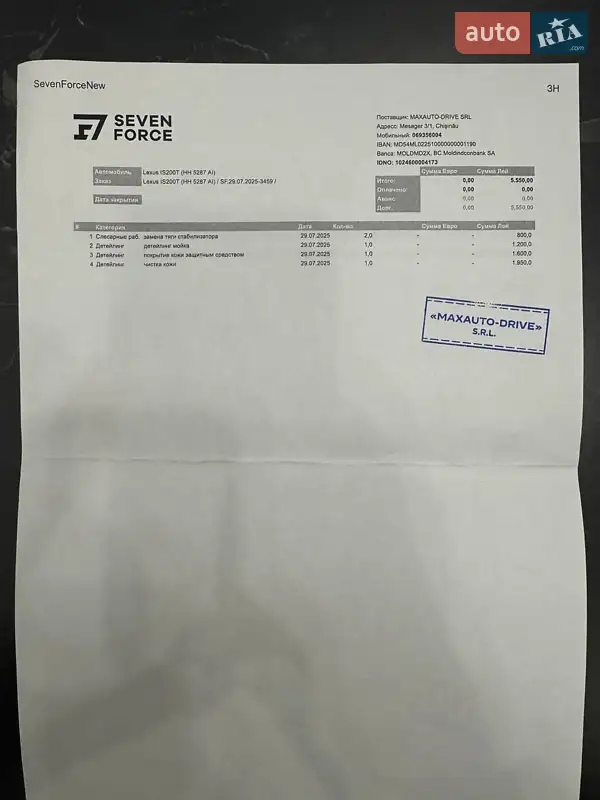 auto RIA .com
SevenForceNew
3H
SEVEN
FORCE
Поставщик: MAXAUTO-DRIVE SRL
Адресс: Mesager 3/1, Chișinău
Мобильный: 069356004
IBAN: MD54ML022510000000001190
Banca: MOLDMD2X, BC Moldindconbank SA
IDNO: 1024600004173
Автомобиль Lexus IS200T (HH 5287 AI)
Заказ Lexus IS200T (HH 5287 AI) / SF.29.07.2025-3459 /
Дата закрытия
Сумма Евро Сумма Лей
Итого: 0,00 5.550,00
Оплачено: 0,00 0,00
Аванс: 0,00 0,00
Долг: 0,00 5.550,00
# Категория Дата Кол-во Сумма Евро Сумма Лей
1 Слесарные раб. замена тяги стабилизатора 29.07.2025 2,0 - - 800,0
2 Детейлинг детейлинг мойка 29.07.2025 1,0 - - 1.200,0
3 Детейлинг покрытие кожи защитным средством 29.07.2025 1,0 - - 1.600,0
4 Детейлинг чистка кожи 29.07.2025 1,0 - - 1.950,0
«MAXAUTO-DRIVE»
S.R.L.